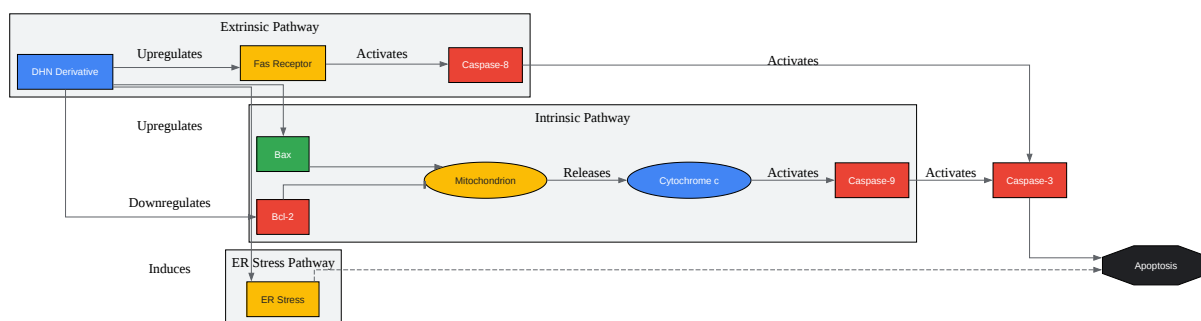 Extrinsic Pathway
DHN Derivative
Upregulates
Fas Receptor
Activates
Caspase-8
Activates
Upregulates
Intrinsic Pathway
Bax
Mitochondrion
Releases
Cytochrome c
Activates
Caspase-9
Activates
Caspase-3
Downregulates
Bcl-2
Induces
ER Stress Pathway
ER Stress
Apoptosis